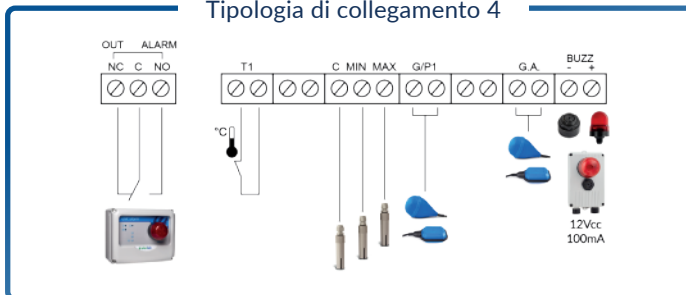 Tipologia di collegamento 4
OUT ALARM
NC C NO
T1
C MIN MAX
G/P1
G.A.
BUZZ
- +
°C
12Vcc
100mA